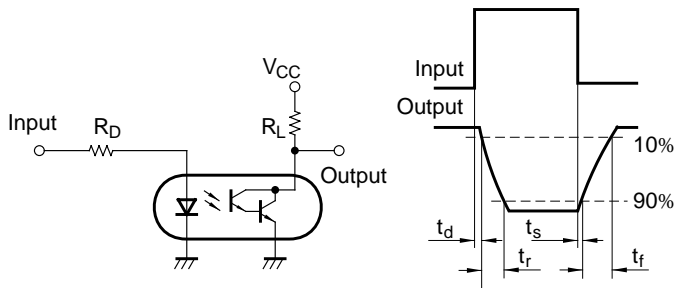 Input
R_D
V_CC
R_L
Output
Input
Output
10%
90%
t_d
t_s
t_r
t_f